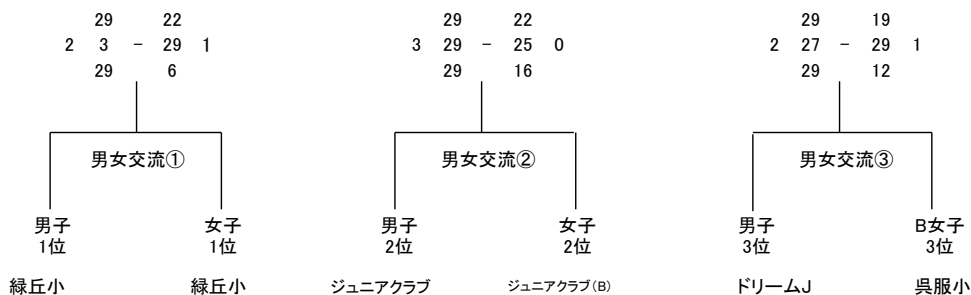 29 22 29 22 29 19
2 3 - 29 1 3 29 - 25 0 2 27 - 29 1
29 6 29 16 29 12
男女交流① 男女交流② 男女交流③
男子 女子 男子 女子 男子 B女子
1位 1位 2位 2位 3位 3位
緑丘小 緑丘小 ジュニアクラブ ジュニアクラブ(B) ドリームJ 呉服小